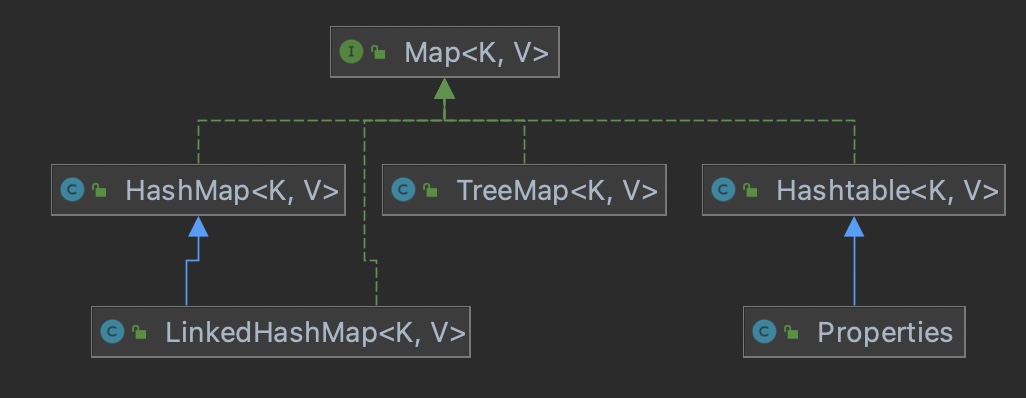 I Map<K, V>
C HashMap<K, V>
C TreeMap<K, V>
C Hashtable<K, V>
C LinkedHashMap<K, V>
C Properties